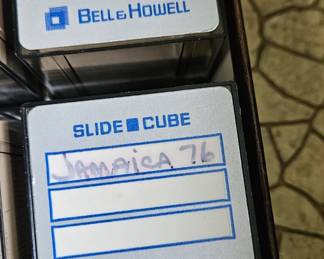 BELL & HOWELL
SLIDE CUBE
JAMAICA 76